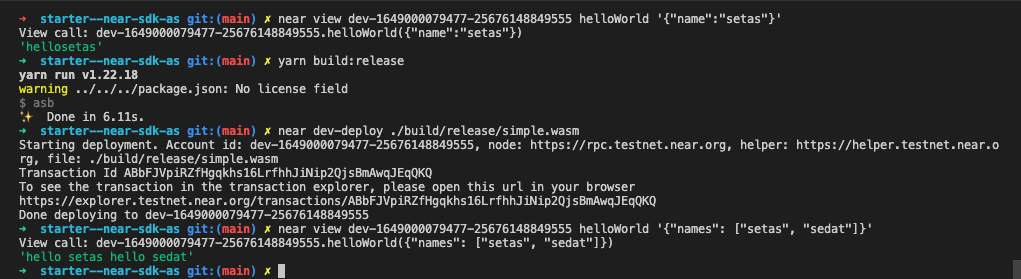 ➜  starter--near-sdk-as git:(main) ✗ near view dev-1649000079477-25676148849555 helloWorld '{"name":"setas"}'
View call: dev-1649000079477-25676148849555.helloWorld({"name":"setas"})
'hellosetas'
➜  starter--near-sdk-as git:(main) ✗ yarn build:release
yarn run v1.22.18
warning ../../../package.json: No license field
$ asb
✨  Done in 6.11s.
➜  starter--near-sdk-as git:(main) ✗ near dev-deploy ./build/release/simple.wasm
Starting deployment. Account id: dev-1649000079477-25676148849555, node: https://rpc.testnet.near.org, helper: https://helper.testnet.near.o
rg, file: ./build/release/simple.wasm
Transaction Id ABbFJVpiRZfHgqkhs16LrfhhJiNip2QjsBmAwqJEqQKQ
To see the transaction in the transaction explorer, please open this url in your browser
https://explorer.testnet.near.org/transactions/ABbFJVpiRZfHgqkhs16LrfhhJiNip2QjsBmAwqJEqQKQ
Done deploying to dev-1649000079477-25676148849555
➜  starter--near-sdk-as git:(main) ✗ near view dev-1649000079477-25676148849555 helloWorld '{"names": ["setas", "sedat"]}'
View call: dev-1649000079477-25676148849555.helloWorld({"names": ["setas", "sedat"]})
'hello setas hello sedat'
➜  starter--near-sdk-as git:(main) ✗